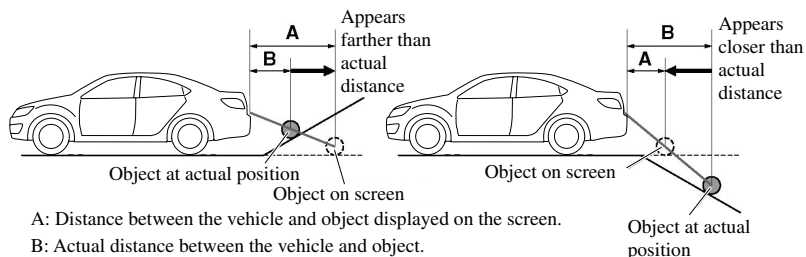 A
B
Appears
farther than
actual
distance
Object at actual position
Object on screen
B
A
Appears
closer than
actual
distance
Object on screen
Object at actual
position
A: Distance between the vehicle and object displayed on the screen.
B: Actual distance between the vehicle and object.